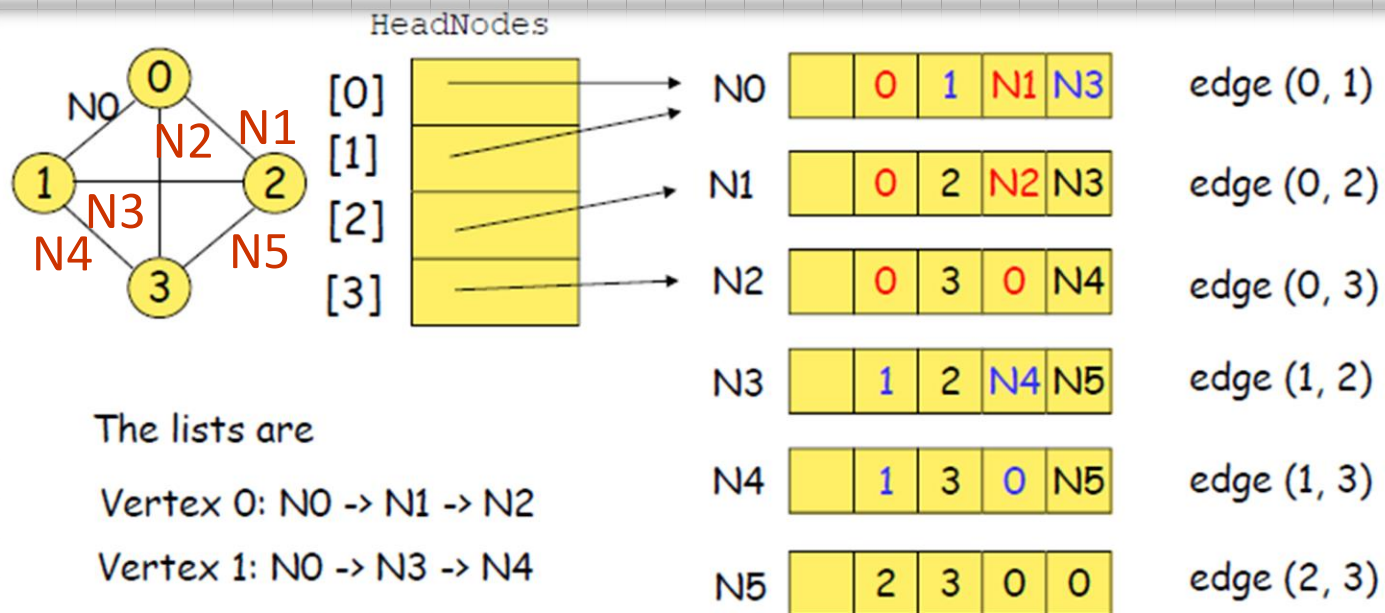 HeadNodes
0
N0
N2
N1
1
2
N3
N4
N5
3
[0]
[1]
[2]
[3]
N0 0 1 N1 N3 edge (0, 1)
N1 0 2 N2 N3 edge (0, 2)
N2 0 3 0 N4 edge (0, 3)
N3 1 2 N4 N5 edge (1, 2)
N4 1 3 0 N5 edge (1, 3)
N5 2 3 0 0 edge (2, 3)
The lists are
Vertex 0: N0 -> N1 -> N2
Vertex 1: N0 -> N3 -> N4